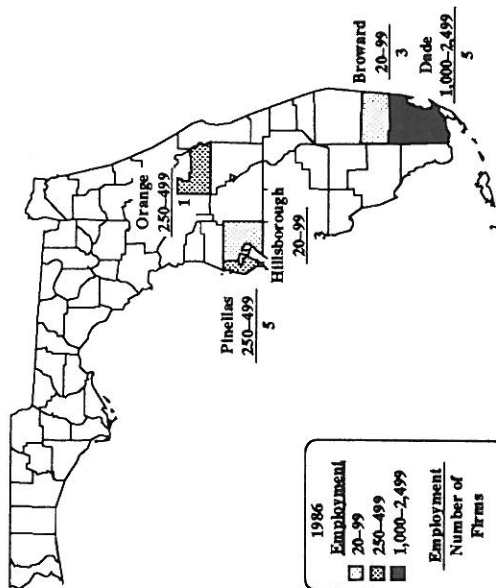 Orange
250–499
1
Pinellas
250–499
5
Hillsborough
20–99
3
Broward
20–99
3
Dade
1,000–2,499
5
1986
Employment
20–99
250–499
1,000–2,499
Employment
Number of
Firms